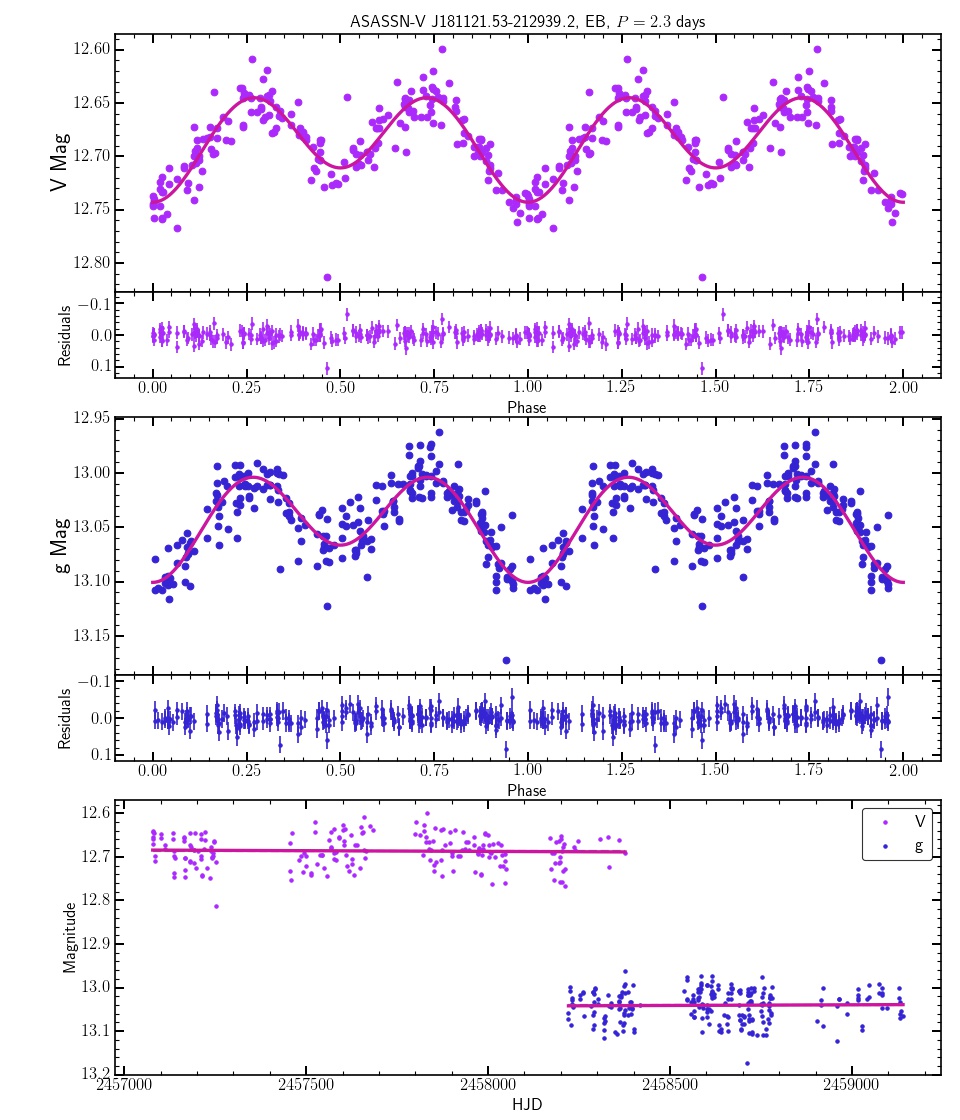 ASASSN-V J181121.53-212939.2, EB, P = 2.3 days
12.60
12.65
12.70
12.75
12.80
V Mag
−0.1
0.0
0.1
Residuals
0.00 0.25 0.50 0.75 1.00 1.25 1.50 1.75 2.00
Phase
12.95
13.00
13.05
13.10
13.15
g Mag
−0.1
0.0
0.1
Residuals
0.00 0.25 0.50 0.75 1.00 1.25 1.50 1.75 2.00
Phase
12.6
12.7
12.8
12.9
13.0
13.1
13.2
Magnitude
V
g
2457000 2457500 2458000 2458500 2459000
HJD